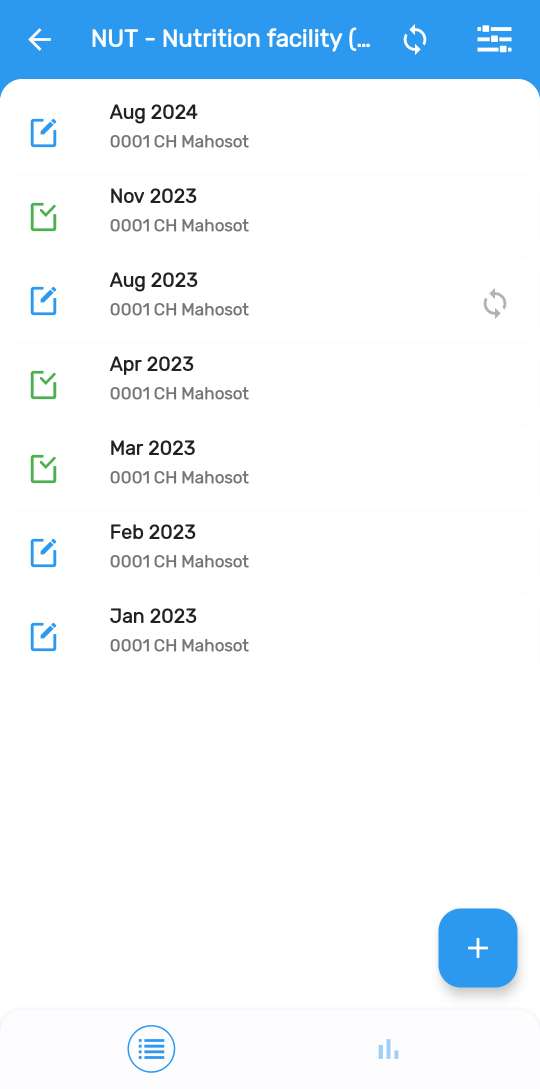 NUT - Nutrition facility (...
Aug 2024
0001 CH Mahosot
Nov 2023
0001 CH Mahosot
Aug 2023
0001 CH Mahosot
Apr 2023
0001 CH Mahosot
Mar 2023
0001 CH Mahosot
Feb 2023
0001 CH Mahosot
Jan 2023
0001 CH Mahosot